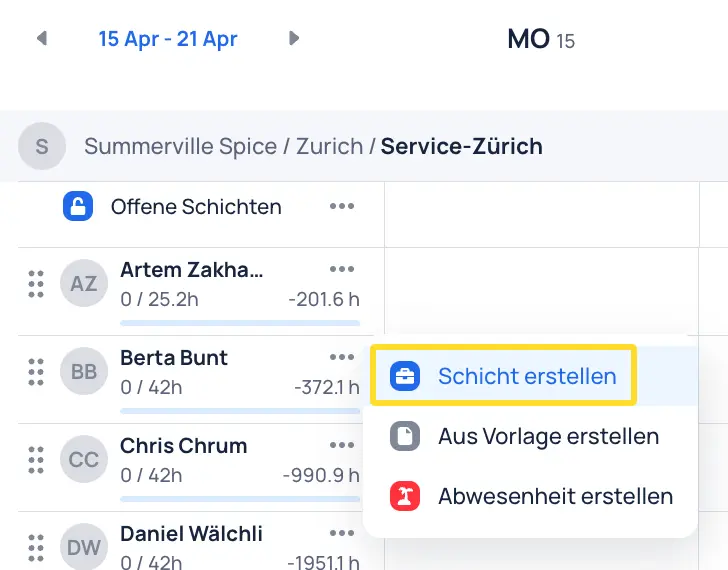 15 Apr - 21 Apr
MO 15
S Summerville Spice / Zurich / Service-Zürich
Offene Schichten
AZ Artem Zakha...
0 / 25.2h -201.6 h
BB Berta Bunt
0 / 42h -372.1 h
Schicht erstellen
Aus Vorlage erstellen
Abwesenheit erstellen
CC Chris Chrum
0 / 42h -990.9 h
DW Daniel Wälchli
0 / 42h -1951.1 h